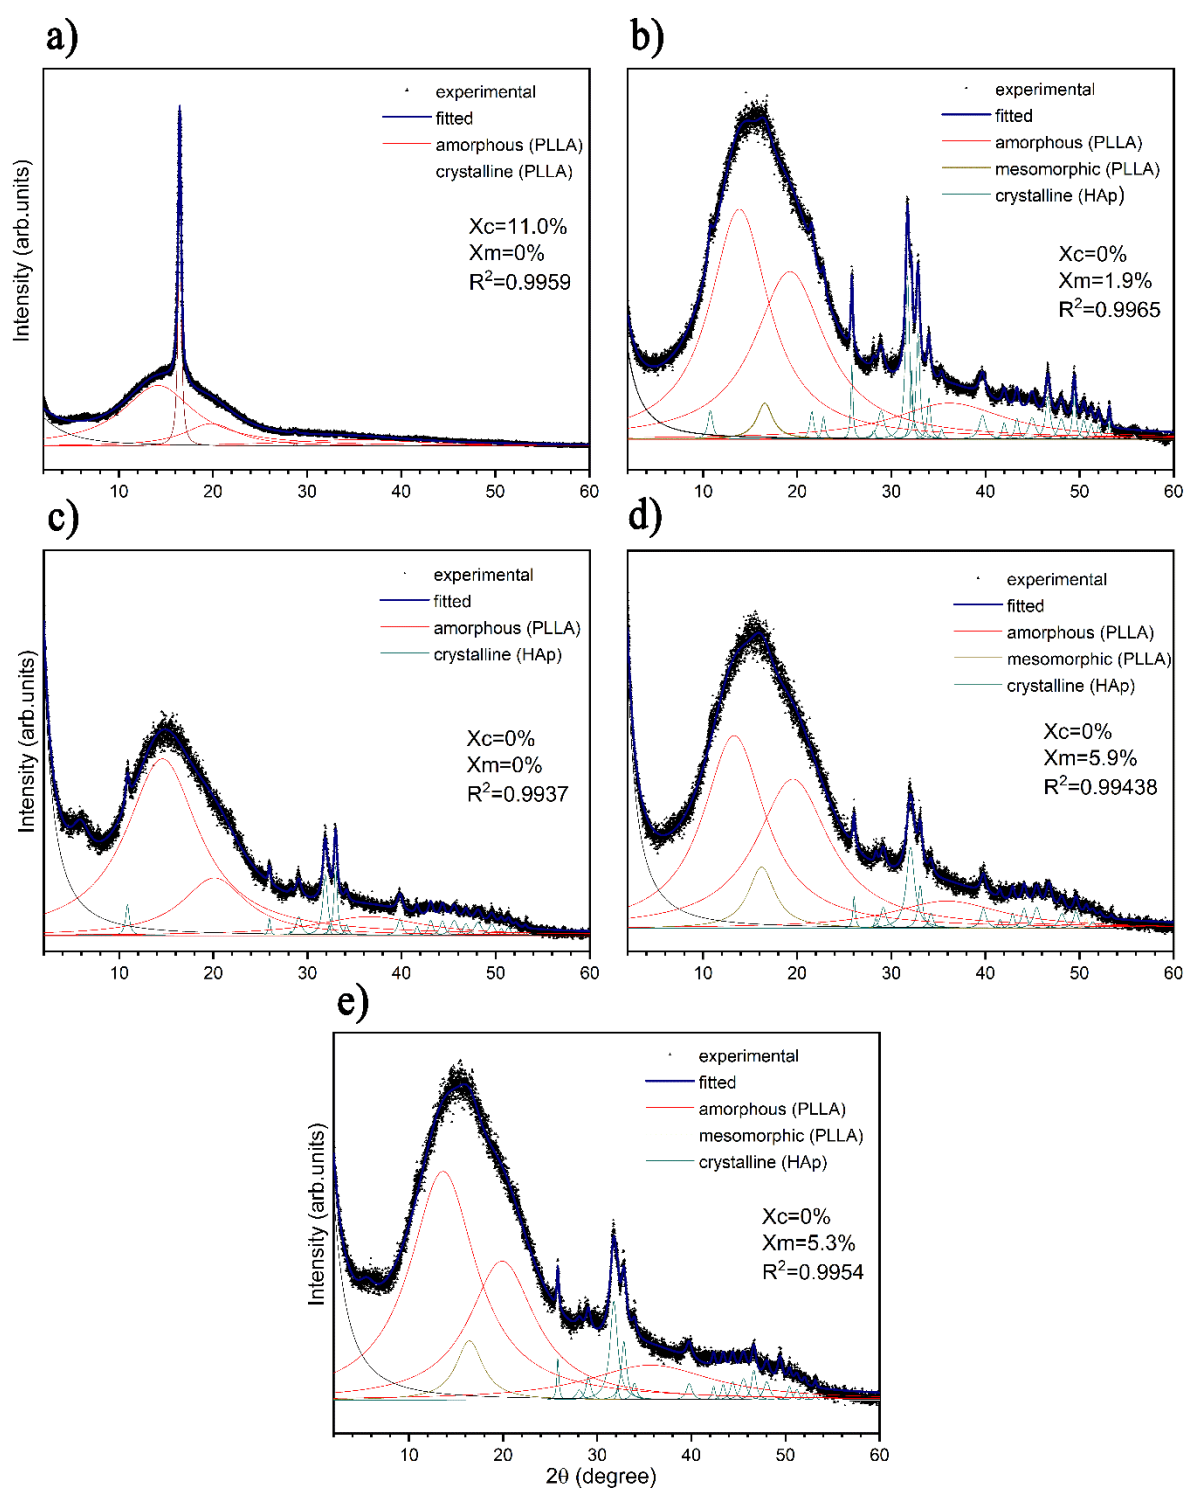 a)
experimental
fitted
amorphous (PLLA)
crystalline (PLLA)
Xc=11.0%
Xm=0%
R²=0.9959
Intensity (arb.units)
10 20 30 40 50 60
b)
experimental
fitted
amorphous (PLLA)
mesomorphic (PLLA)
crystalline (HAp)
Xc=0%
Xm=1.9%
R²=0.9965
10 20 30 40 50 60
c)
experimental
fitted
amorphous (PLLA)
crystalline (HAp)
Xc=0%
Xm=0%
R²=0.9937
Intensity (arb.units)
10 20 30 40 50 60
d)
experimental
fitted
amorphous (PLLA)
mesomorphic (PLLA)
crystalline (HAp)
Xc=0%
Xm=5.9%
R²=0.99438
10 20 30 40 50 60
e)
experimental
fitted
amorphous (PLLA)
mesomorphic (PLLA)
crystalline (HAp)
Xc=0%
Xm=5.3%
R²=0.9954
Intensity (arb.units)
10 20 30 40 50 60
2θ (degree)